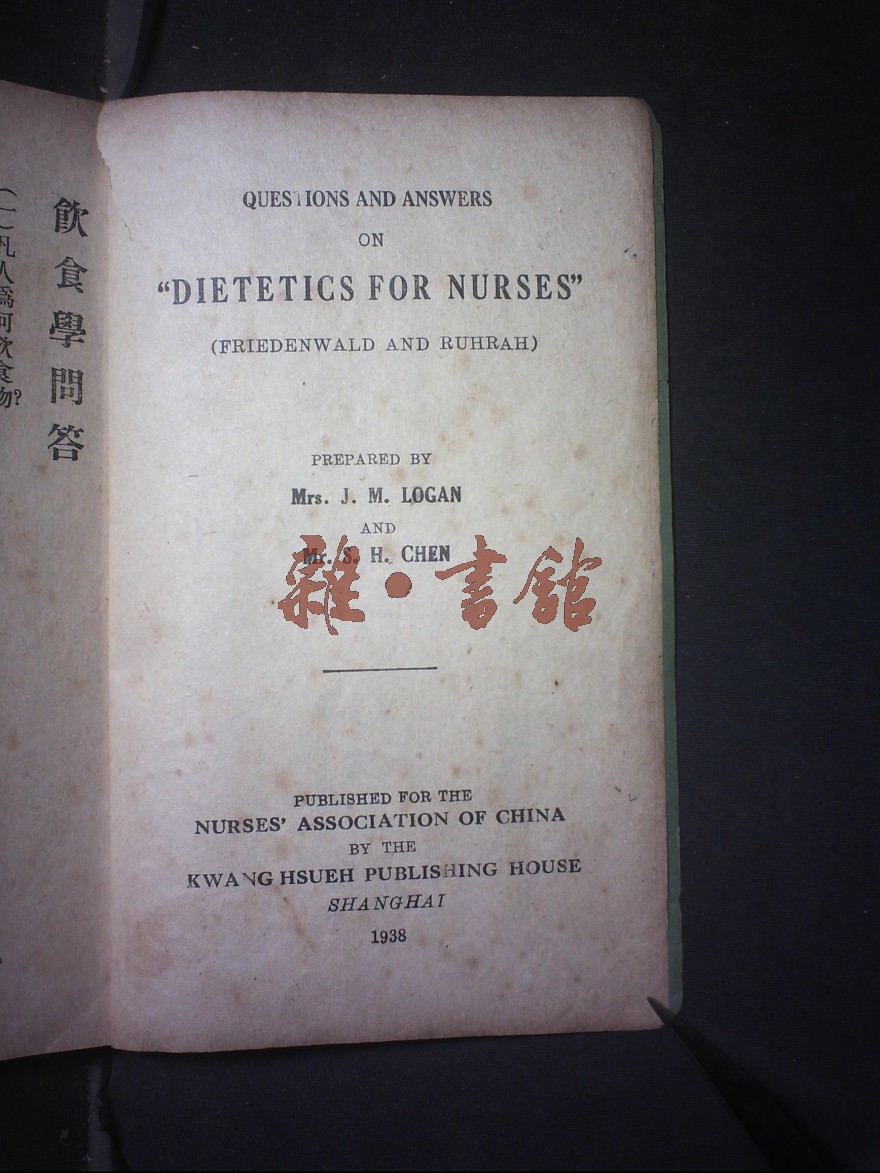 飲食學問答
(一)凡人爲何飲食物?
QUESTIONS AND ANSWERS
ON
“DIETETICS FOR NURSES”
(FRIEDENWALD AND RUHRAH)
PREPARED BY
Mrs. J. M. LOGAN
AND
Mr. S. H. CHEN
雜·書館
PUBLISHED FOR THE
NURSES’ ASSOCIATION OF CHINA
BY THE
KWANG HSUEH PUBLISHING HOUSE
SHANGHAI
1938